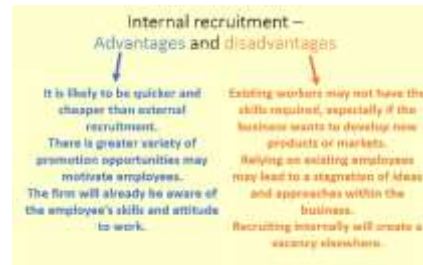 Internal recruitment –
Advantages and disadvantages
It is likely to be quicker and
cheaper than external
recruitment.
There is greater variety of
promotion opportunities may
motivate employees.
The firm will already be aware of
the employee's skills and attitude
to work.
Existing workers may not have the
skills required, especially if the
business wants to develop new
products or markets.
Relying on existing employees
may lead to a stagnation of ideas
and approaches within the
business.
Recruiting internally will create a
vacancy elsewhere.